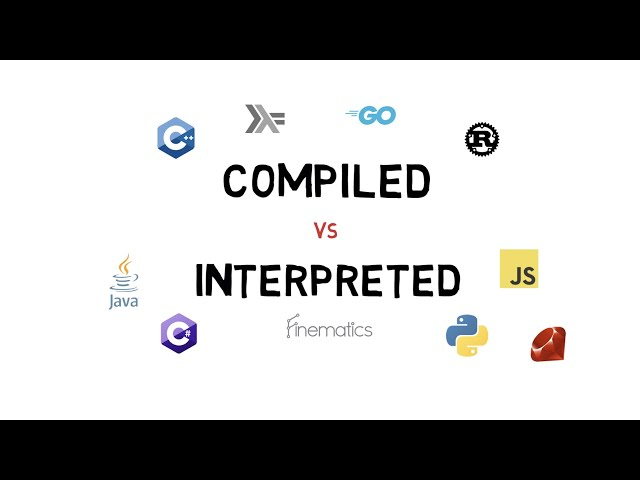 C++
GO
R
COMPILED
VS
INTERPRETED
JS
Java
C#
Finematics